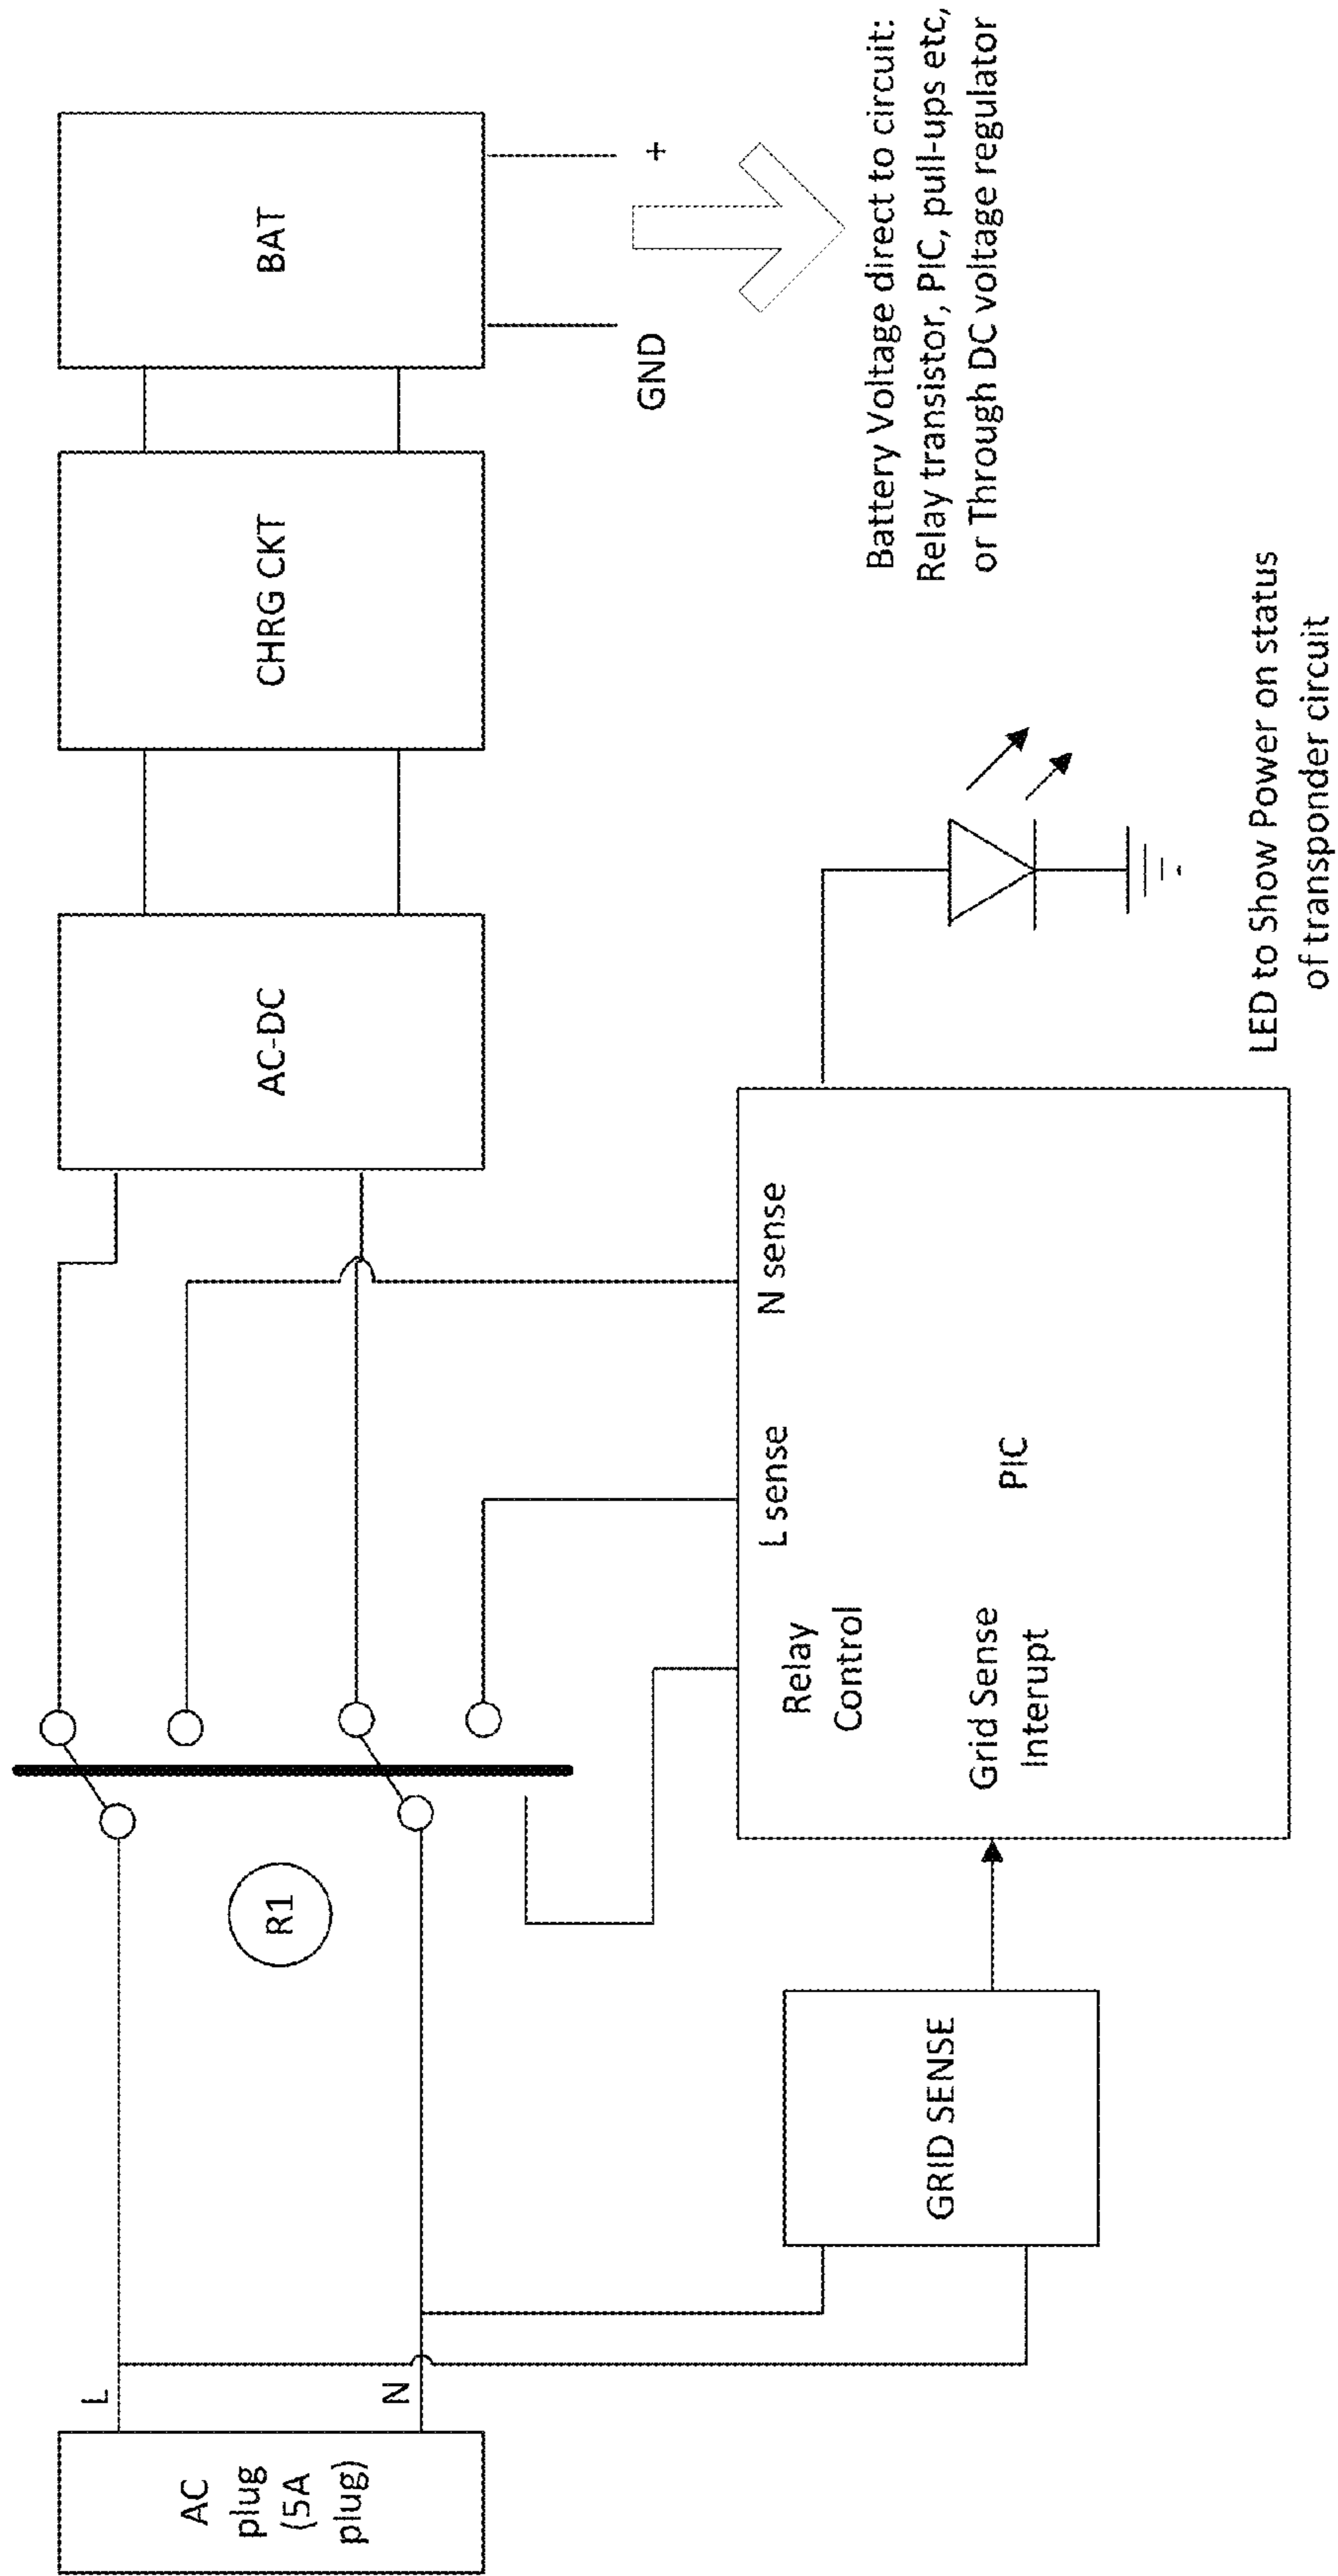 AC
plug
(5A
plug)
L
N
R1
AC-DC
CHRG CKT
BAT
GND
+
Battery Voltage direct to circuit:
Relay transistor, PIC, pull-ups etc,
or Through DC voltage regulator
GRID SENSE
Relay
Control
L sense
N sense
Grid Sense
Interupt
PIC
LED to Show Power on status
of transponder circuit